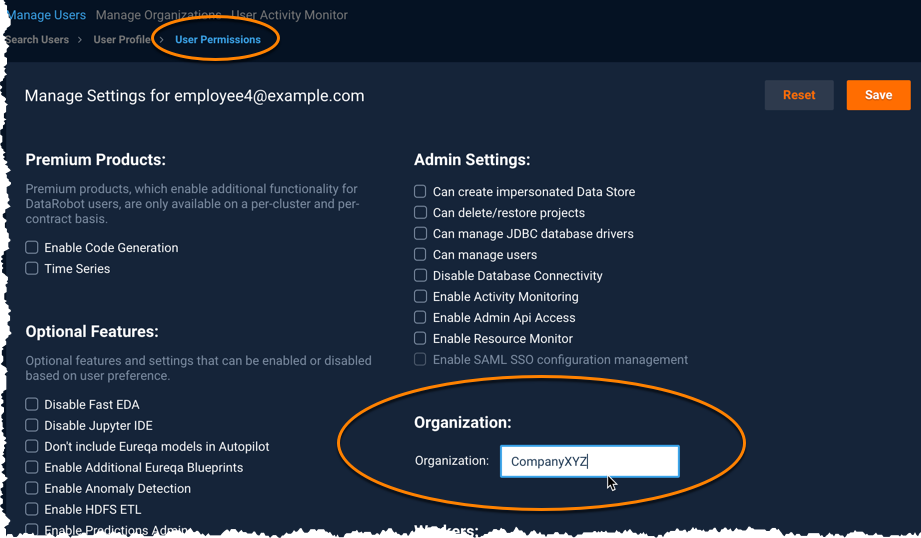 Manage Users Manage Organizations User Activity Monitor
Search Users > User Profile > User Permissions
Manage Settings for employee4@example.com
Reset
Save
Premium Products:
Premium products, which enable additional functionality for
DataRobot users, are only available on a per-cluster and per-
contract basis.
Enable Code Generation
Time Series
Optional Features:
Optional features and settings that can be enabled or disabled
based on user preference.
Disable Fast EDA
Disable Jupyter IDE
Don't include Eureqa models in Autopilot
Enable Additional Eureqa Blueprints
Enable Anomaly Detection
Enable HDFS ETL
Enable Predictions Admin
Admin Settings:
Can create impersonated Data Store
Can delete/restore projects
Can manage JDBC database drivers
Can manage users
Disable Database Connectivity
Enable Activity Monitoring
Enable Admin Api Access
Enable Resource Monitor
Enable SAML SSO configuration management
Organization:
Organization: CompanyXYZ
Workers: